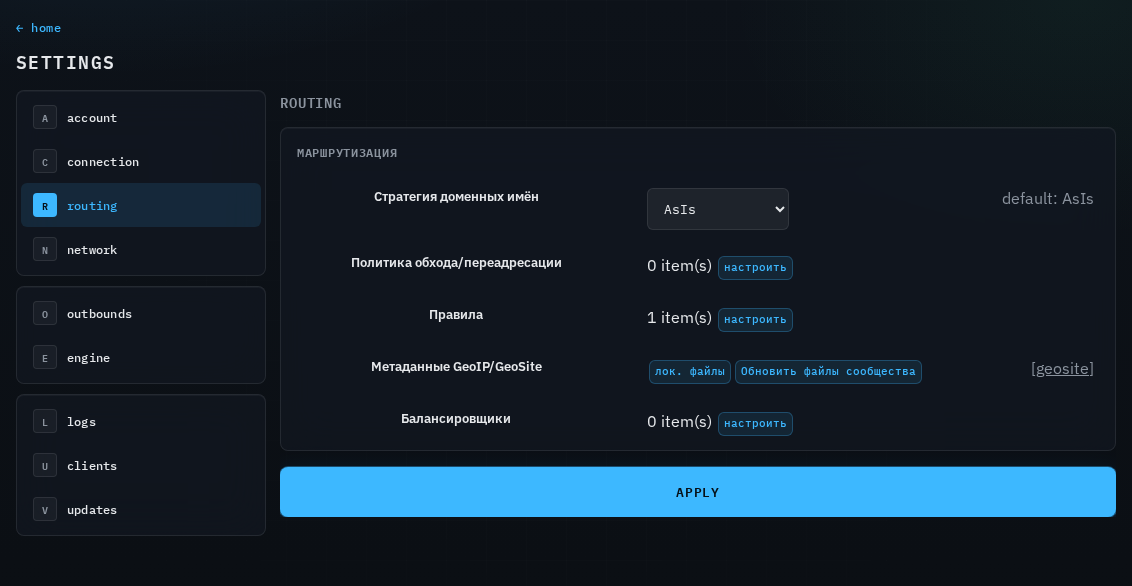 ← home
SETTINGS
A account
C connection
R routing
N network
O outbounds
E engine
L logs
U clients
V updates
ROUTING
МАРШРУТИЗАЦИЯ
Стратегия доменных имён AsIs default: AsIs
Политика обхода/переадресации 0 item(s) настроить
Правила 1 item(s) настроить
Метаданные GeoIP/GeoSite лок. файлы Обновить файлы сообщества [geosite]
Балансировщики 0 item(s) настроить
APPLY